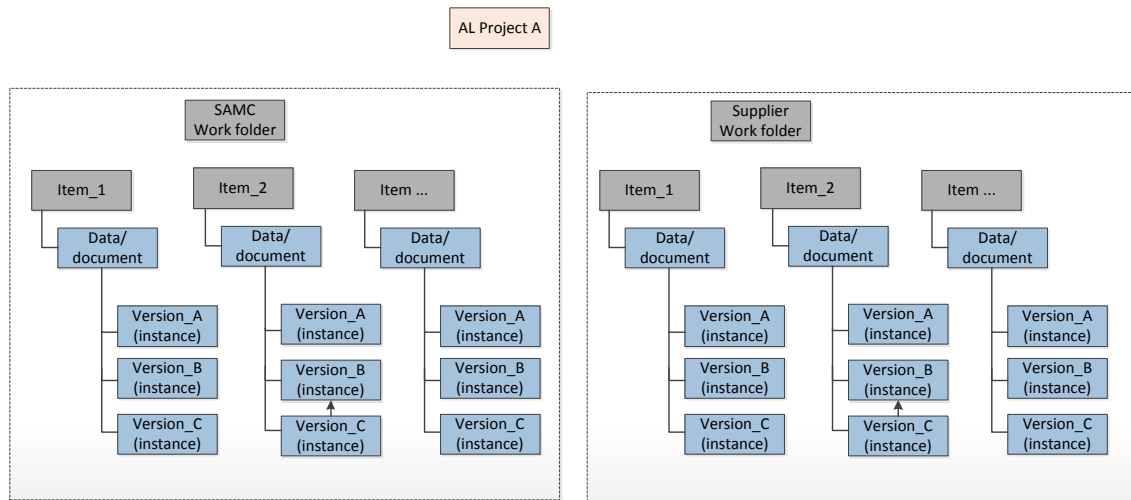 AL Project A
SAMC
Work folder
Item_1
Item_2
Item ...
Data/
document
Data/
document
Data/
document
Version_A
(instance)
Version_A
(instance)
Version_A
(instance)
Version_B
(instance)
Version_B
(instance)
Version_B
(instance)
Version_C
(instance)
Version_C
(instance)
Version_C
(instance)
Supplier
Work folder
Item_1
Item_2
Item ...
Data/
document
Data/
document
Data/
document
Version_A
(instance)
Version_A
(instance)
Version_A
(instance)
Version_B
(instance)
Version_B
(instance)
Version_B
(instance)
Version_C
(instance)
Version_C
(instance)
Version_C
(instance)